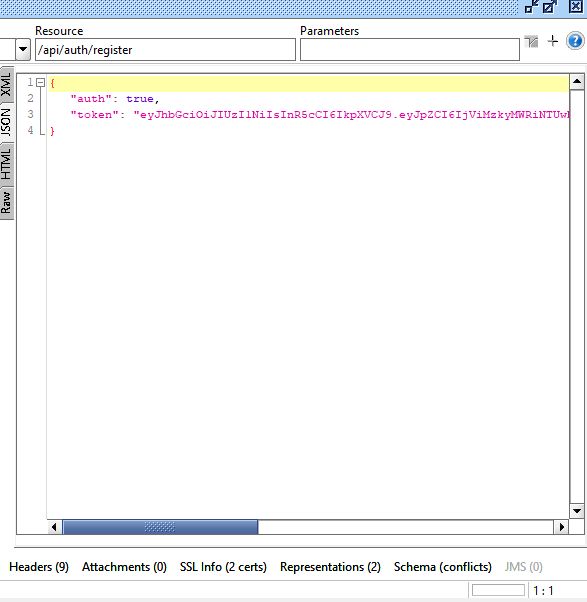 Resource
Parameters
/api/auth/register
XML
JSON
HTML
Raw
1 {
2 "auth": true,
3 "token": "eyJhbGciOiJIUzI1NiIsInR5cCI6IkpXVCJ9.eyJpZCI6IjViMzkyMWRiNTUw
4 }
Headers (9) Attachments (0) SSL Info (2 certs) Representations (2) Schema (conflicts) JMS (0)
1 : 1